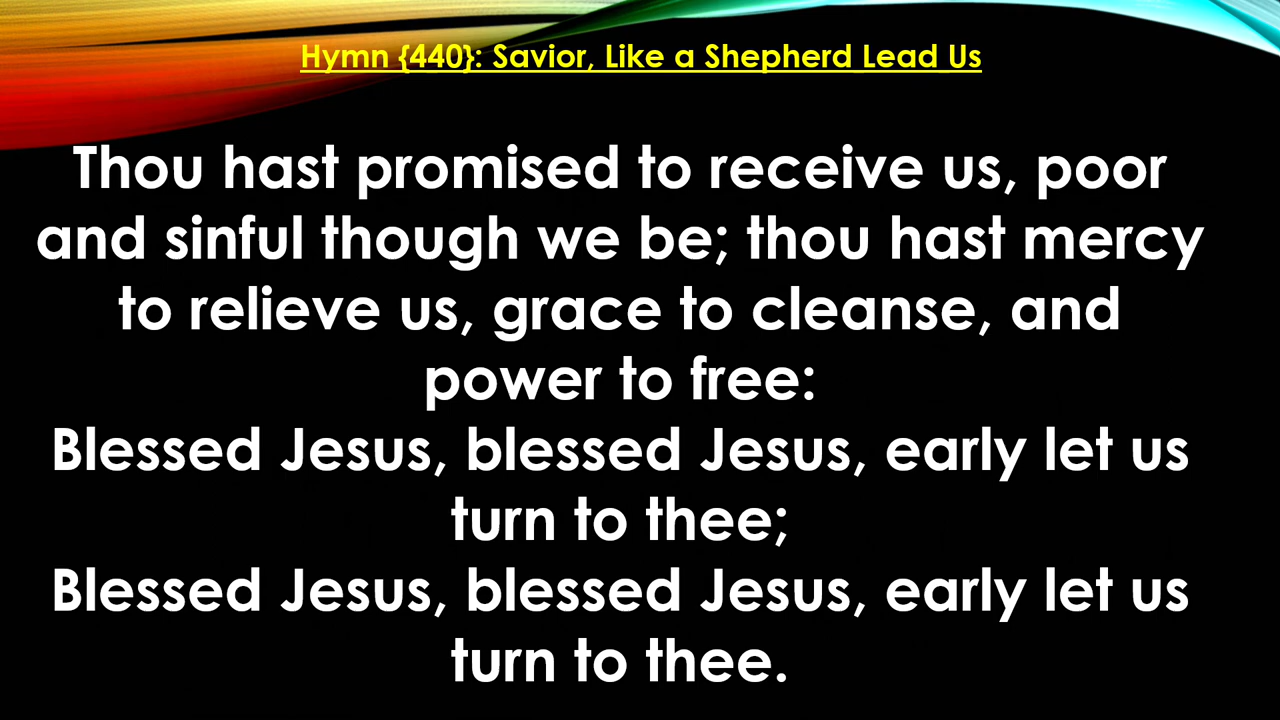 Hymn {440}: Savior, Like a Shepherd Lead Us
Thou hast promised to receive us, poor
and sinful though we be; thou hast mercy
to relieve us, grace to cleanse, and
power to free:
Blessed Jesus, blessed Jesus, early let us
turn to thee;
Blessed Jesus, blessed Jesus, early let us
turn to thee.